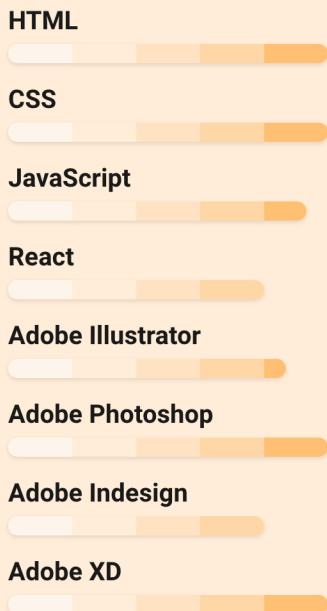 HTML
CSS
JavaScript
React
Adobe Illustrator
Adobe Photoshop
Adobe Indesign
Adobe XD